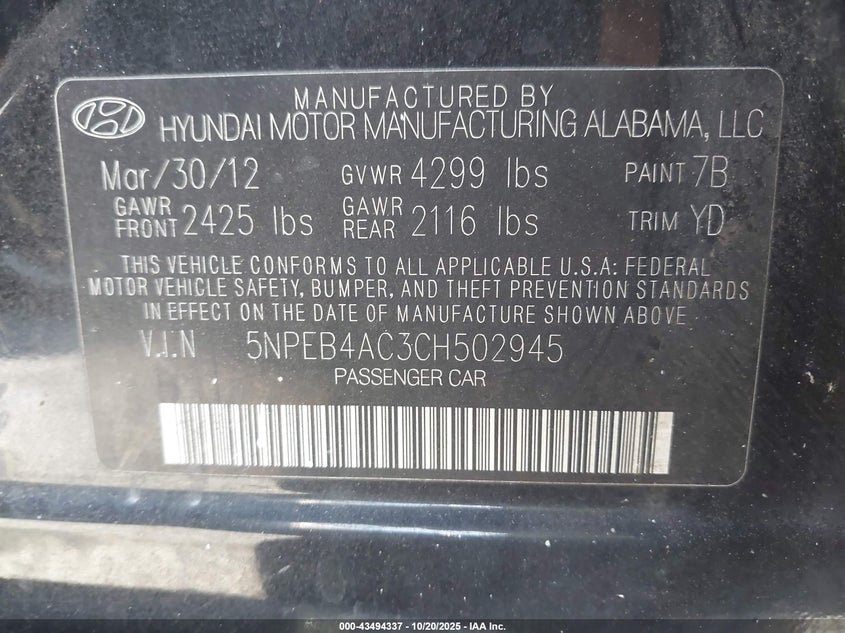 MANUFACTURED BY
HYUNDAI MOTOR MANUFACTURING ALABAMA, LLC
Mar/30/12 GVWR 4299 lbs PAINT 7B
GAWR FRONT 2425 lbs GAWR REAR 2116 lbs TRIM YD
THIS VEHICLE CONFORMS TO ALL APPLICABLE U.S.A: FEDERAL
MOTOR VEHICLE SAFETY, BUMPER, AND THEFT PREVENTION STANDARDS
IN EFFECT ON THE DATE OF MANUFACTURE SHOWN ABOVE
V.I.N 5NPEB4AC3CH502945
PASSENGER CAR
000-43494337 - 10/20/2025 - IAA Inc.